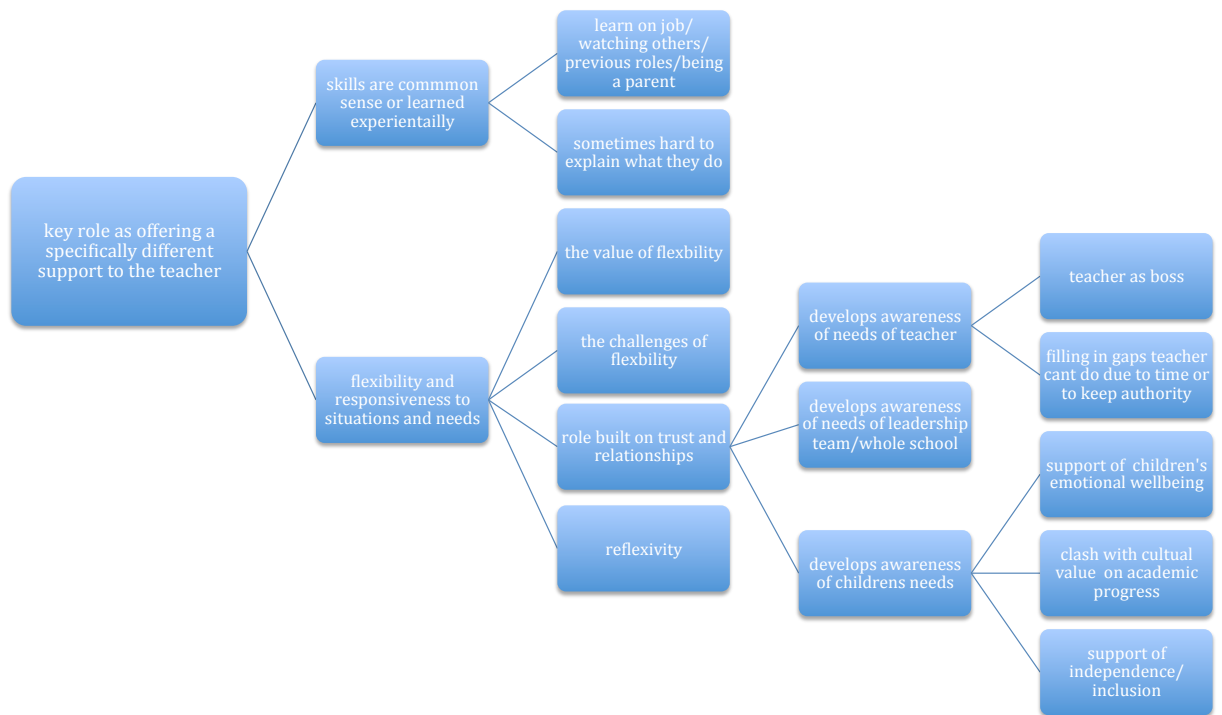 key role as offering a
specifically different
support to the teacher
skills are commmon
sense or learned
experientailly
learn on job/
watching others/
previous roles/being
a parent
sometimes hard to
explain what they do
flexibility and
responsiveness to
situations and needs
the value of flexbility
the challenges of
flexbility
role built on trust and
relationships
reflexivity
develops awareness
of needs of teacher
teacher as boss
filling in gaps teacher
cant do due to time or
to keep authority
develops awareness
of needs of leadership
team/whole school
develops awareness
of childrens needs
support of  children's
emotional wellbeing
clash with cultual
value  on academic
progress
support of
independence/
inclusion